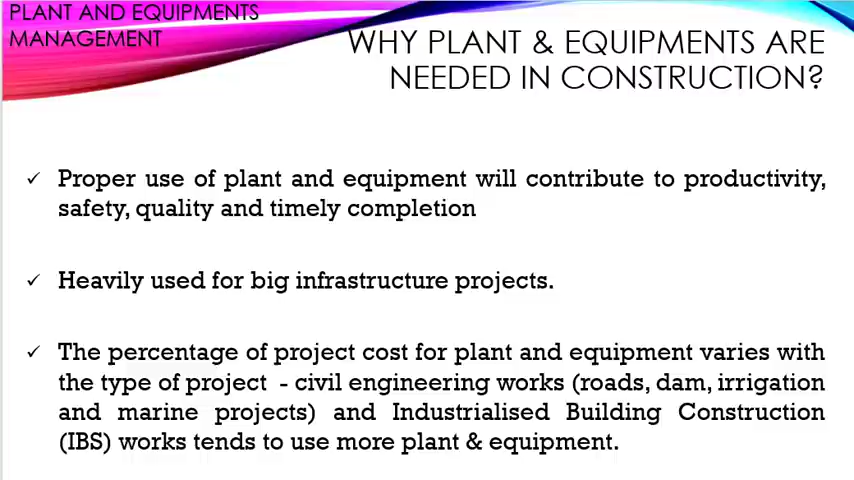 PLANT AND EQUIPMENTS
MANAGEMENT
WHY PLANT & EQUIPMENTS ARE
NEEDED IN CONSTRUCTION?
✓ Proper use of plant and equipment will contribute to productivity,
safety, quality and timely completion
✓ Heavily used for big infrastructure projects.
✓ The percentage of project cost for plant and equipment varies with
the type of project - civil engineering works (roads, dam, irrigation
and marine projects) and Industrialised Building Construction
(IBS) works tends to use more plant & equipment.